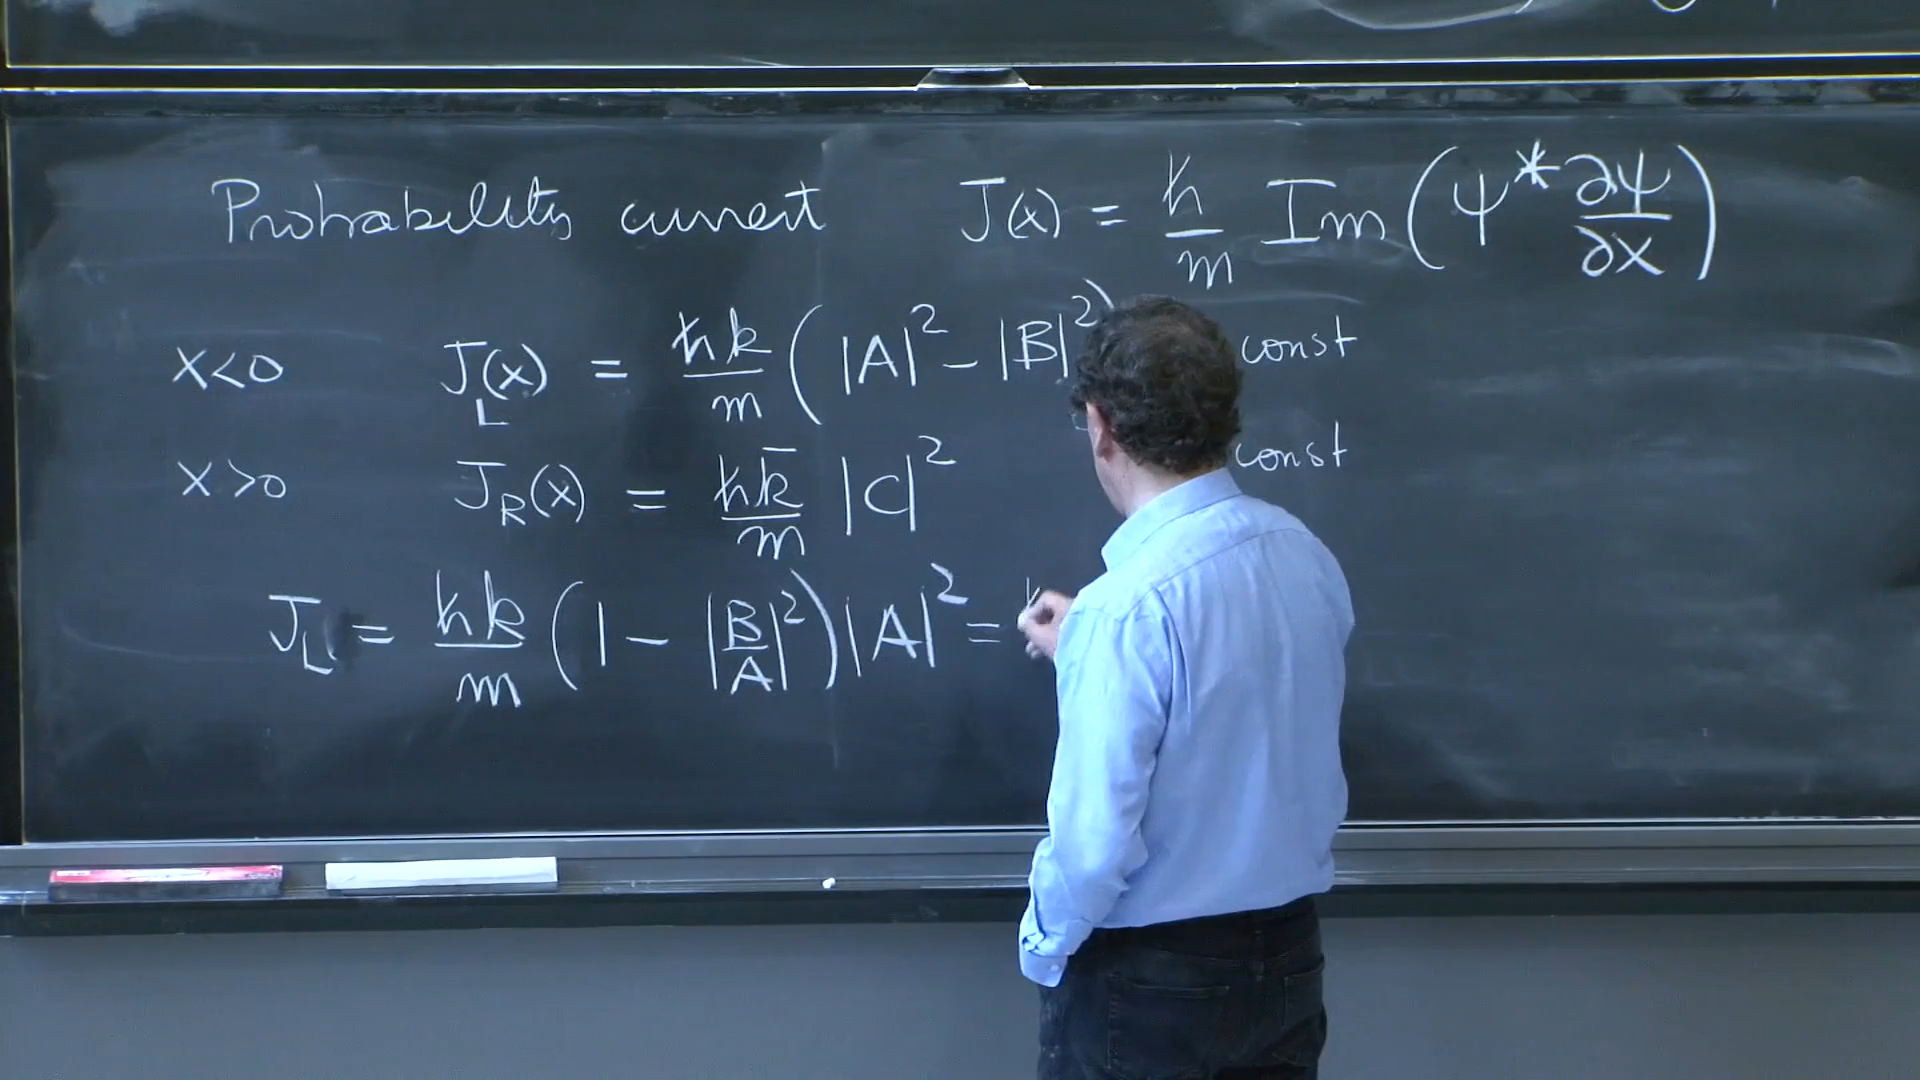 Probability current J(x) = ħ/m Im(ψ* ∂ψ/∂x)
x<0 J_L(x) = ħk/m (|A|² - |B|²) const
x>0 J_R(x) = ħk̄/m |C|² const
J_L = ħk/m (1 - |B/A|²)|A|² =